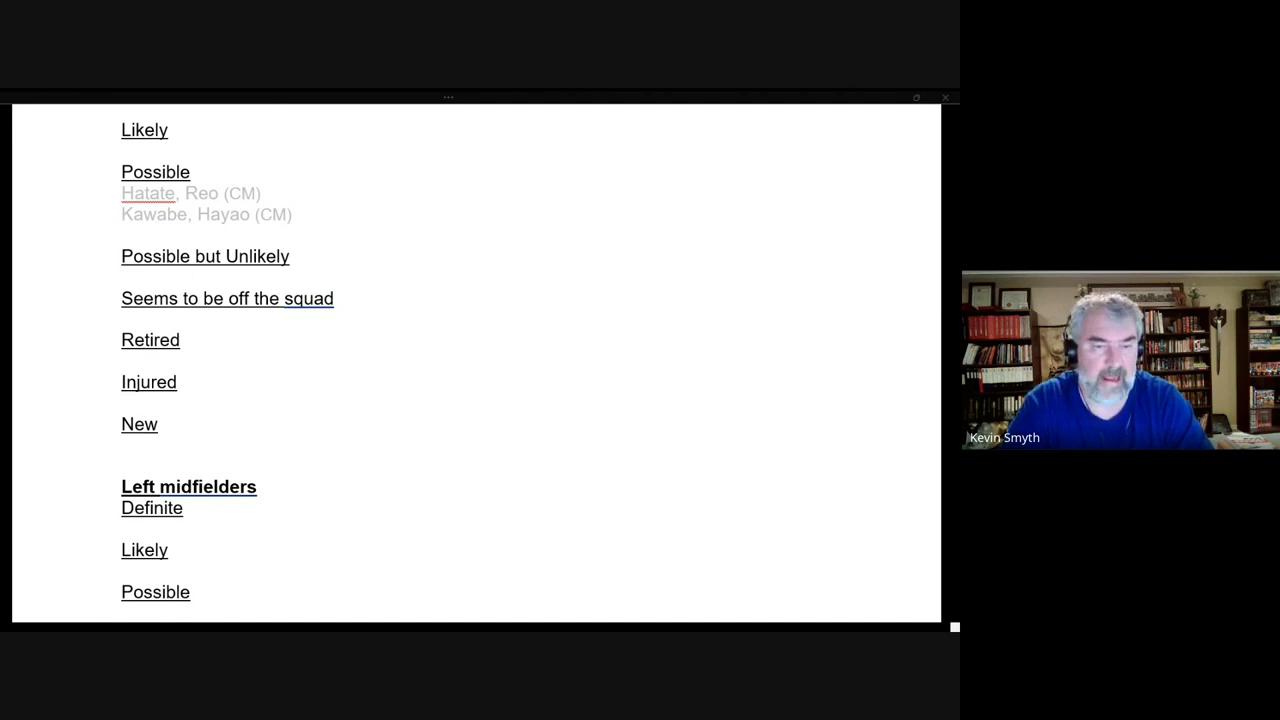 Likely
Possible
Hatate, Reo (CM)
Kawabe, Hayao (CM)
Possible but Unlikely
Seems to be off the squad
Retired
Injured
New
Left midfielders
Definite
Likely
Possible
Kevin Smyth